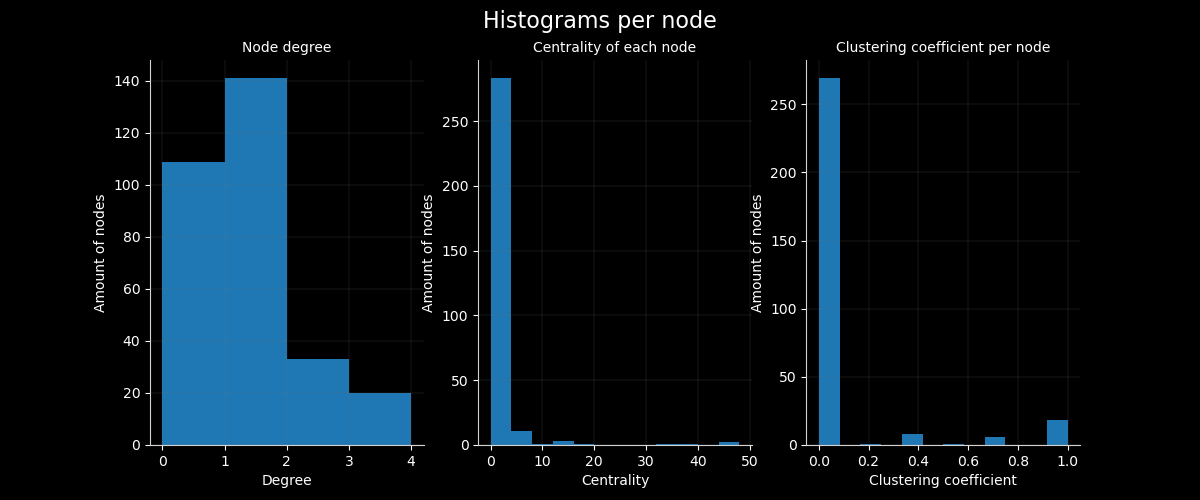 Histograms per node
Node degree
Amount of nodes
140
120
100
80
60
40
20
0
0 1 2 3 4
Degree
Centrality of each node
Amount of nodes
250
200
150
100
50
0
0 10 20 30 40 50
Centrality
Clustering coefficient per node
Amount of nodes
250
200
150
100
50
0
0.0 0.2 0.4 0.6 0.8 1.0
Clustering coefficient